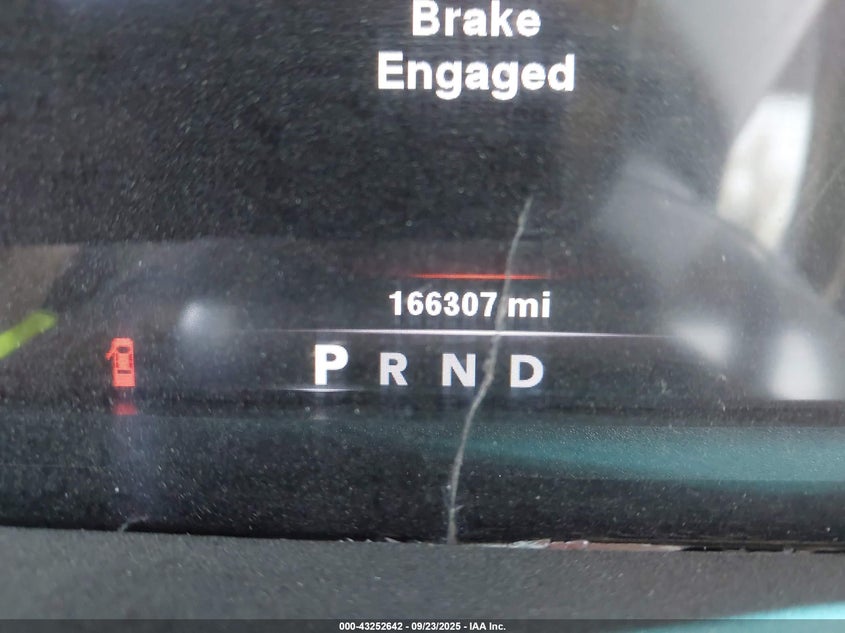 Brake
Engaged
166307 mi
P R N D
000-43252642 - 09/23/2025 - IAA Inc.